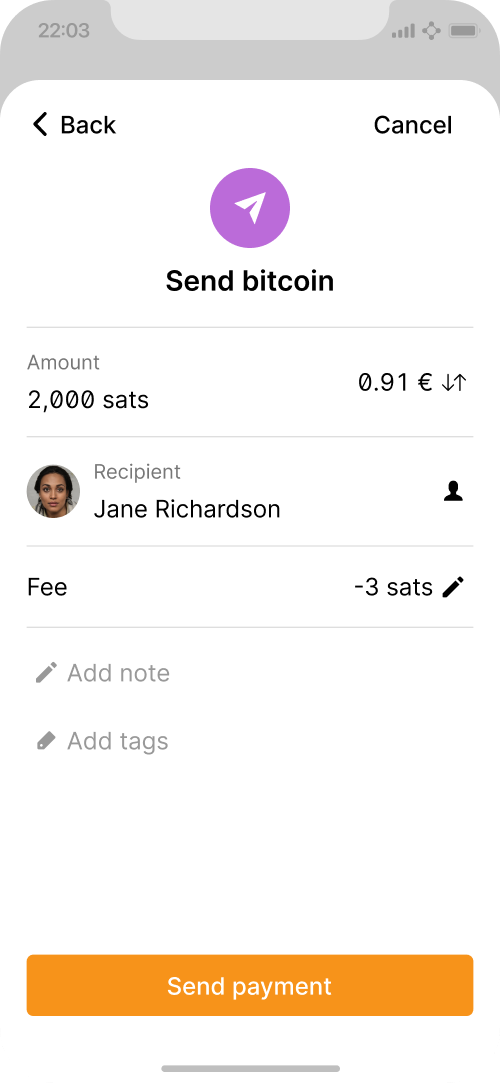 22:03
Back
Cancel
Send bitcoin
Amount
2,000 sats
0.91 €
Recipient
Jane Richardson
Fee
-3 sats
Add note
Add tags
Send payment